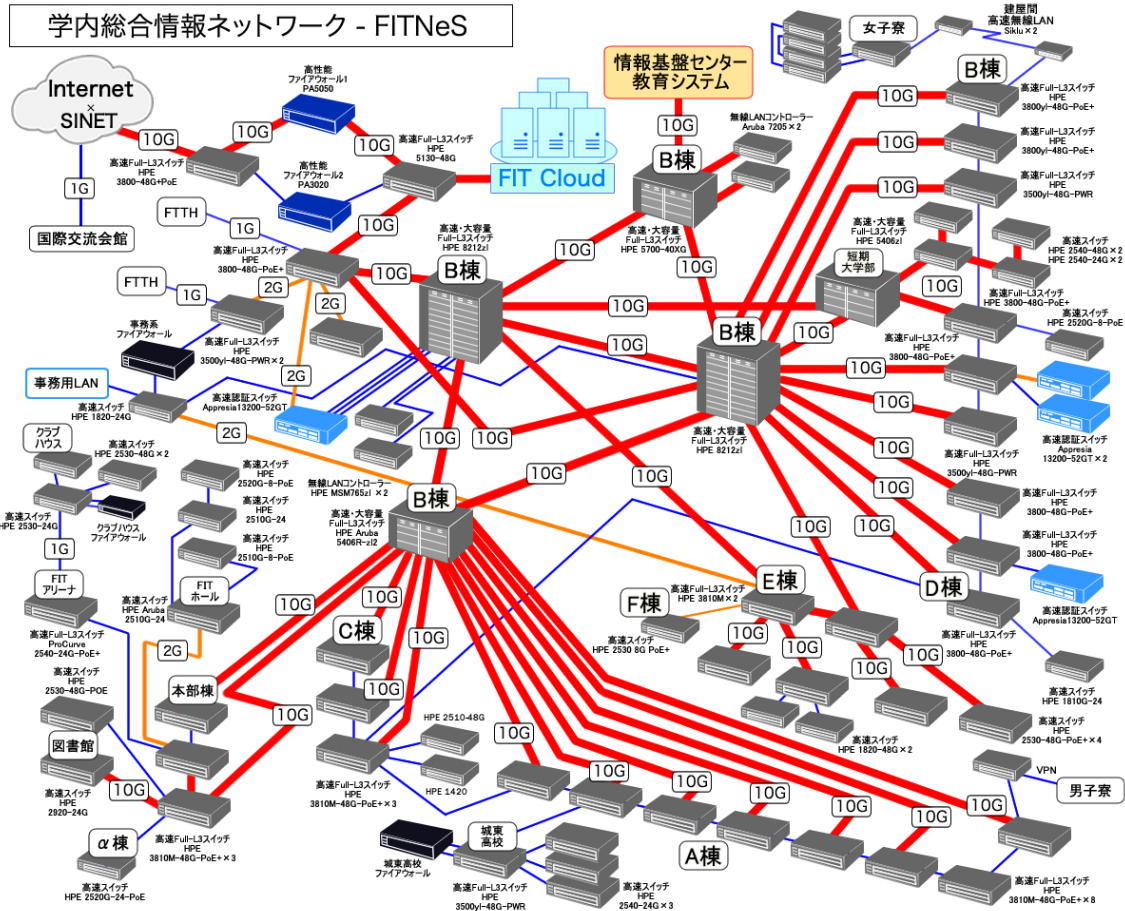 学内総合情報ネットワーク - FITNeS
Internet
×
SINET
10G
10G
10G
高性能
ファイアウォール1
PA5050
高速Full-L3スイッチ
HPE
5130-48G
高速Full-L3スイッチ
HPE
3800-48G+PoE
高性能
ファイアウォール2
PA3020
FIT Cloud
1G
国際交流会館
FTTH
1G
10G
高速Full-L3スイッチ
HPE
3800-48G-PoE+
10G
FTTH
1G
2G
2G
2G
事務系
ファイアウォール
高速Full-L3スイッチ
HPE
3500yl-48G-PWR×2
事務用LAN
高速スイッチ
HPE 1820-24G
高速認証スイッチ
Appresia13200-52GT
2G
高速・大容量
Full-L3スイッチ
HPE 8212zl
B棟
情報基盤センター
教育システム
10G
B棟
無線LANコントローラー
Aruba 7205×2
高速・大容量
Full-L3スイッチ
HPE 5700-40XG
10G
10G
10G
10G
10G
10G
10G
10G
10G
女子寮
建屋間
高速無線LAN
Siklu×2
B棟
10G
高速Full-L3スイッチ
HPE
3800yl-48G-PoE+
10G
高速Full-L3スイッチ
HPE
3800yl-48G-PoE+
10G
高速Full-L3スイッチ
HPE
3500yl-48G-PWR
高速・大容量
Full-L3スイッチ
HPE 5406zl
短期
大学部
10G
10G
高速スイッチ
HPE 2540-48G×2
HPE 2540-24G×2
高速Full-L3スイッチ
HPE 3800-48G-PoE+
高速スイッチ
HPE 2520G-8-PoE
高速Full-L3スイッチ
HPE
3800-48G-PoE+
10G
10G
B棟
高速・大容量
Full-L3スイッチ
HPE 8212zl
高速認証スイッチ
Appresia
13200-52GT×2
高速Full-L3スイッチ
HPE
3500yl-48G-PWR
10G
高速Full-L3スイッチ
HPE
3800-48G-PoE+
10G
高速Full-L3スイッチ
HPE
3800-48G-PoE+
10G
10G
D棟
高速認証スイッチ
Appresia13200-52GT
高速Full-L3スイッチ
HPE
3800-48G-PoE+
高速スイッチ
HPE 1810G-24
無線LANコントローラー
HPE MSM765zl ×2
高速・大容量
Full-L3スイッチ
HPE Aruba
5406R-zl2
B棟
クラブ
ハウス
高速スイッチ
HPE 2530-48G×2
高速スイッチ
HPE 2530-24G
クラブハウス
ファイアウォール
1G
FIT
アリーナ
高速Full-L3スイッチ
ProCurve
2540-24G-PoE+
高速スイッチ
HPE
2520G-8-PoE
高速スイッチ
HPE
2510G-24
高速スイッチ
HPE
2510G-8-PoE
FIT
ホール
高速スイッチ
HPE Aruba
2510G-24
2G
高速スイッチ
HPE
2530-48G-POE
図書館
高速スイッチ
HPE
2920-24G
本部棟
10G
10G
10G
α棟
高速スイッチ
HPE 2520G-24-PoE
高速Full-L3スイッチ
HPE
3810M-48G-PoE+×3
C棟
10G
10G
10G
高速Full-L3スイッチ
HPE
3810M-48G-PoE+×3
HPE 2510-48G
HPE 1420
F棟
高速スイッチ
HPE 2530 8G PoE+
E棟
高速Full-L3スイッチ
HPE 3810M×2
10G
10G
10G
10G
高速スイッチ
HPE 1820-48G×2
高速スイッチ
HPE
2530-48G-PoE+×4
VPN
男子寮
10G
10G
10G
10G
10G
10G
10G
A棟
高速Full-L3スイッチ
HPE
3810M-48G-PoE+×8
城東
高校
城東高校
ファイアウォール
高速Full-L3スイッチ
HPE
3500yl-48G-PWR
高速スイッチ
HPE
2540-24G×3